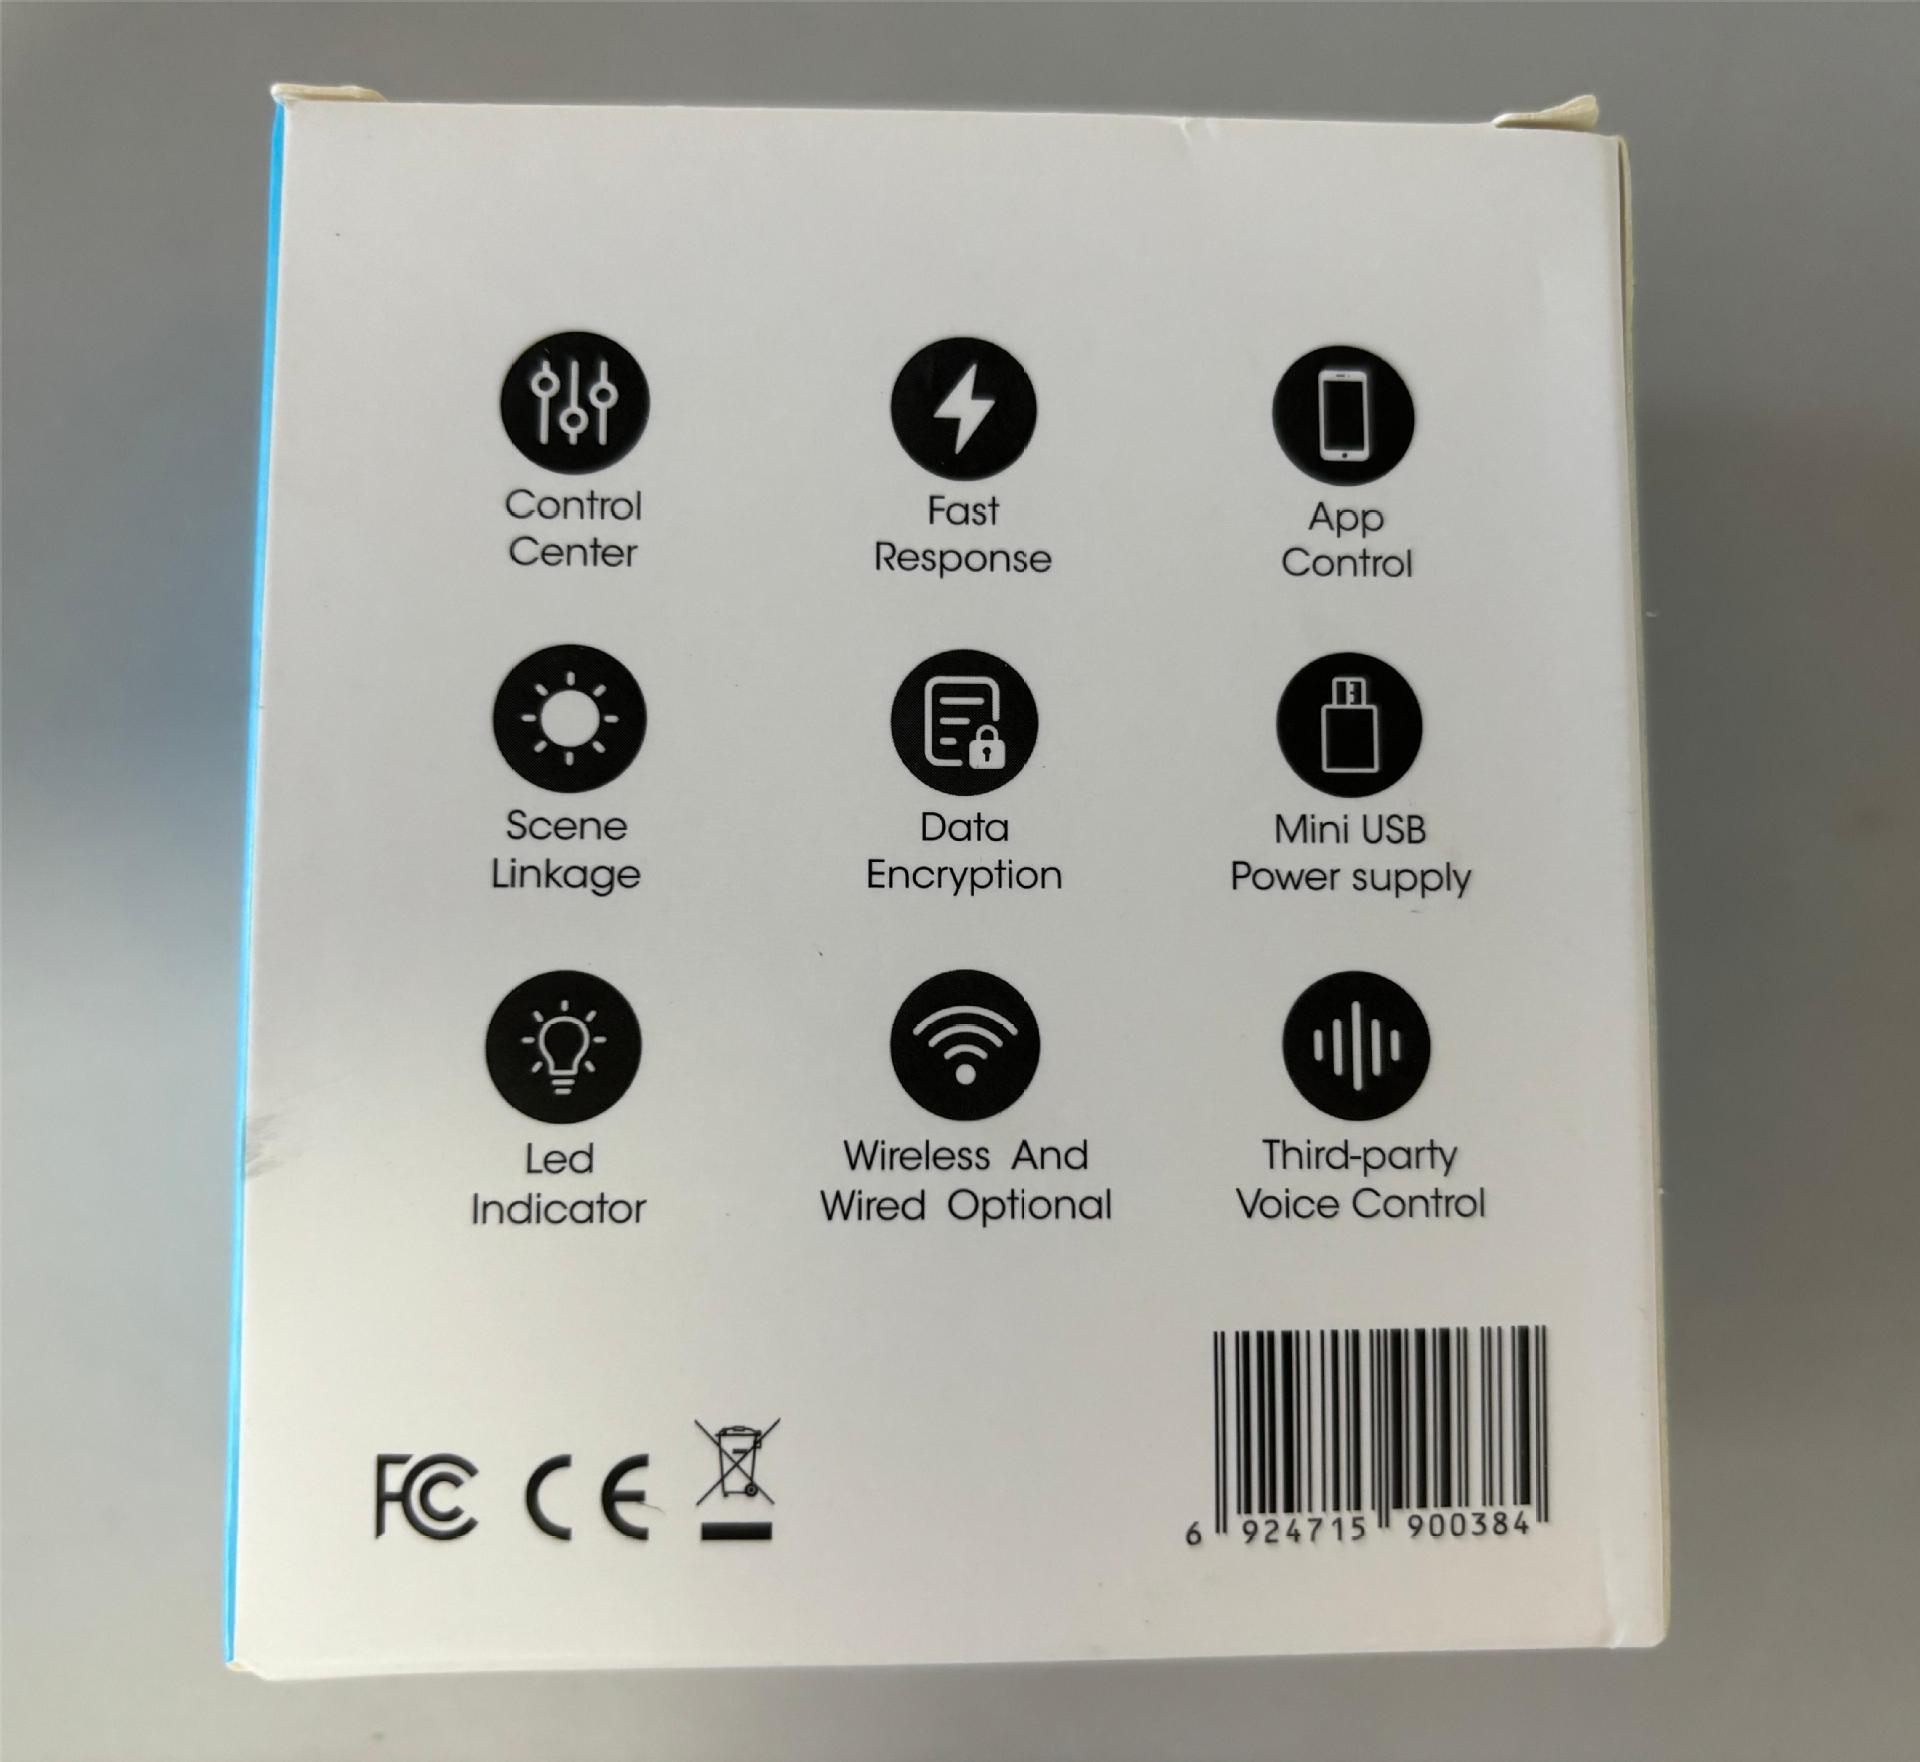 Control
Center
Fast
Response
App
Control
Scene
Linkage
Data
Encryption
Mini USB
Power supply
Led
Indicator
Wireless And
Wired Optional
Third-party
Voice Control
FC CE
6 924715 900384